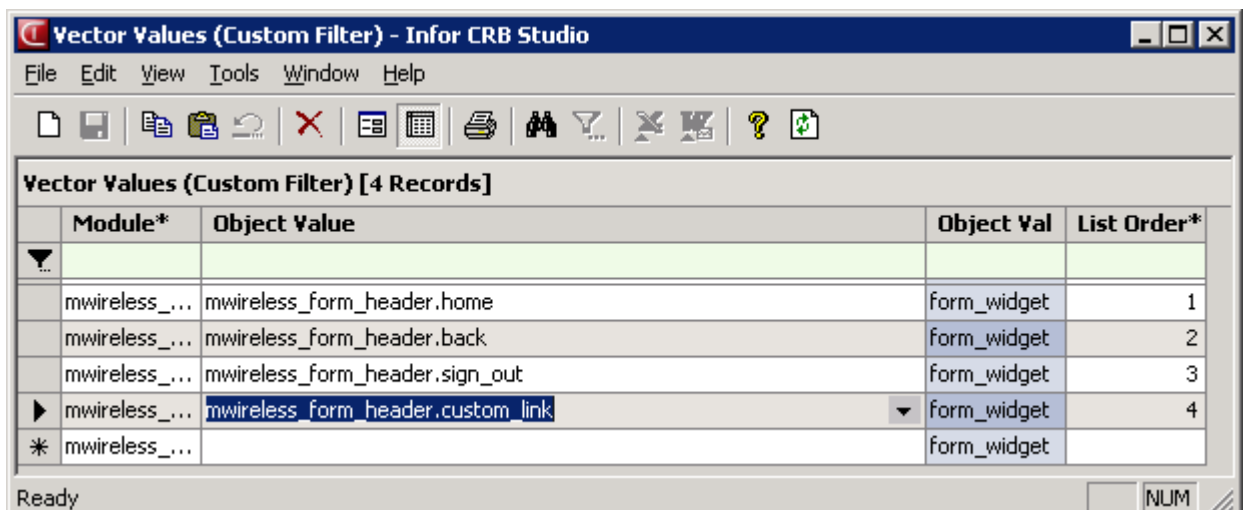 Vector Values (Custom Filter) - Infor CRB Studio
File Edit View Tools Window Help
Vector Values (Custom Filter) [4 Records]
Module* Object Value Object Val List Order*
mwireless_... mwireless_form_header.home form_widget 1
mwireless_... mwireless_form_header.back form_widget 2
mwireless_... mwireless_form_header.sign_out form_widget 3
mwireless_... mwireless_form_header.custom_link form_widget 4
mwireless_... form_widget
Ready NUM